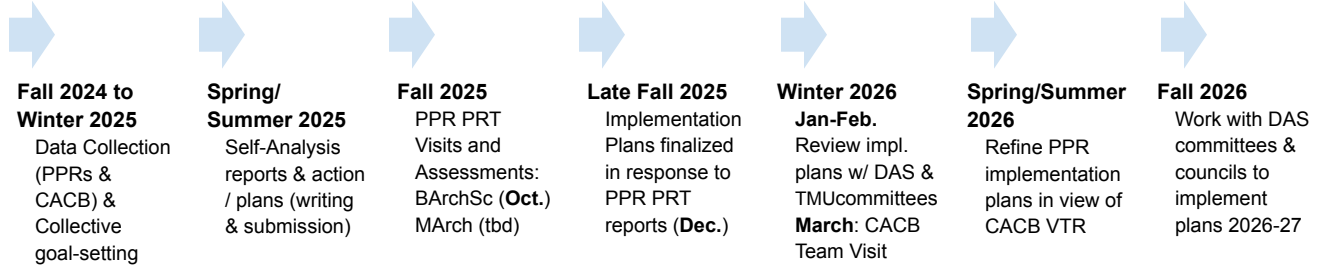 Fall 2024 to
Winter 2025
Data Collection
(PPRs &
CACB) &
Collective
goal-setting
Spring/
Summer 2025
Self-Analysis
reports & action
/ plans (writing
& submission)
Fall 2025
PPR PRT
Visits and
Assessments:
BArchSc (Oct.)
MArch (tbd)
Late Fall 2025
Implementation
Plans finalized
in response to
PPR PRT
reports (Dec.)
Winter 2026
Jan-Feb.
Review impl.
plans w/ DAS &
TMUcommittees
March: CACB
Team Visit
Spring/Summer
2026
Refine PPR
implementation
plans in view of
CACB VTR
Fall 2026
Work with DAS
committees &
councils to
implement
plans 2026-27